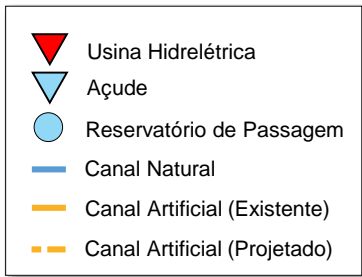 Usina Hidrelétrica
Açude
Reservatório de Passagem
Canal Natural
Canal Artificial (Existente)
Canal Artificial (Projetado)